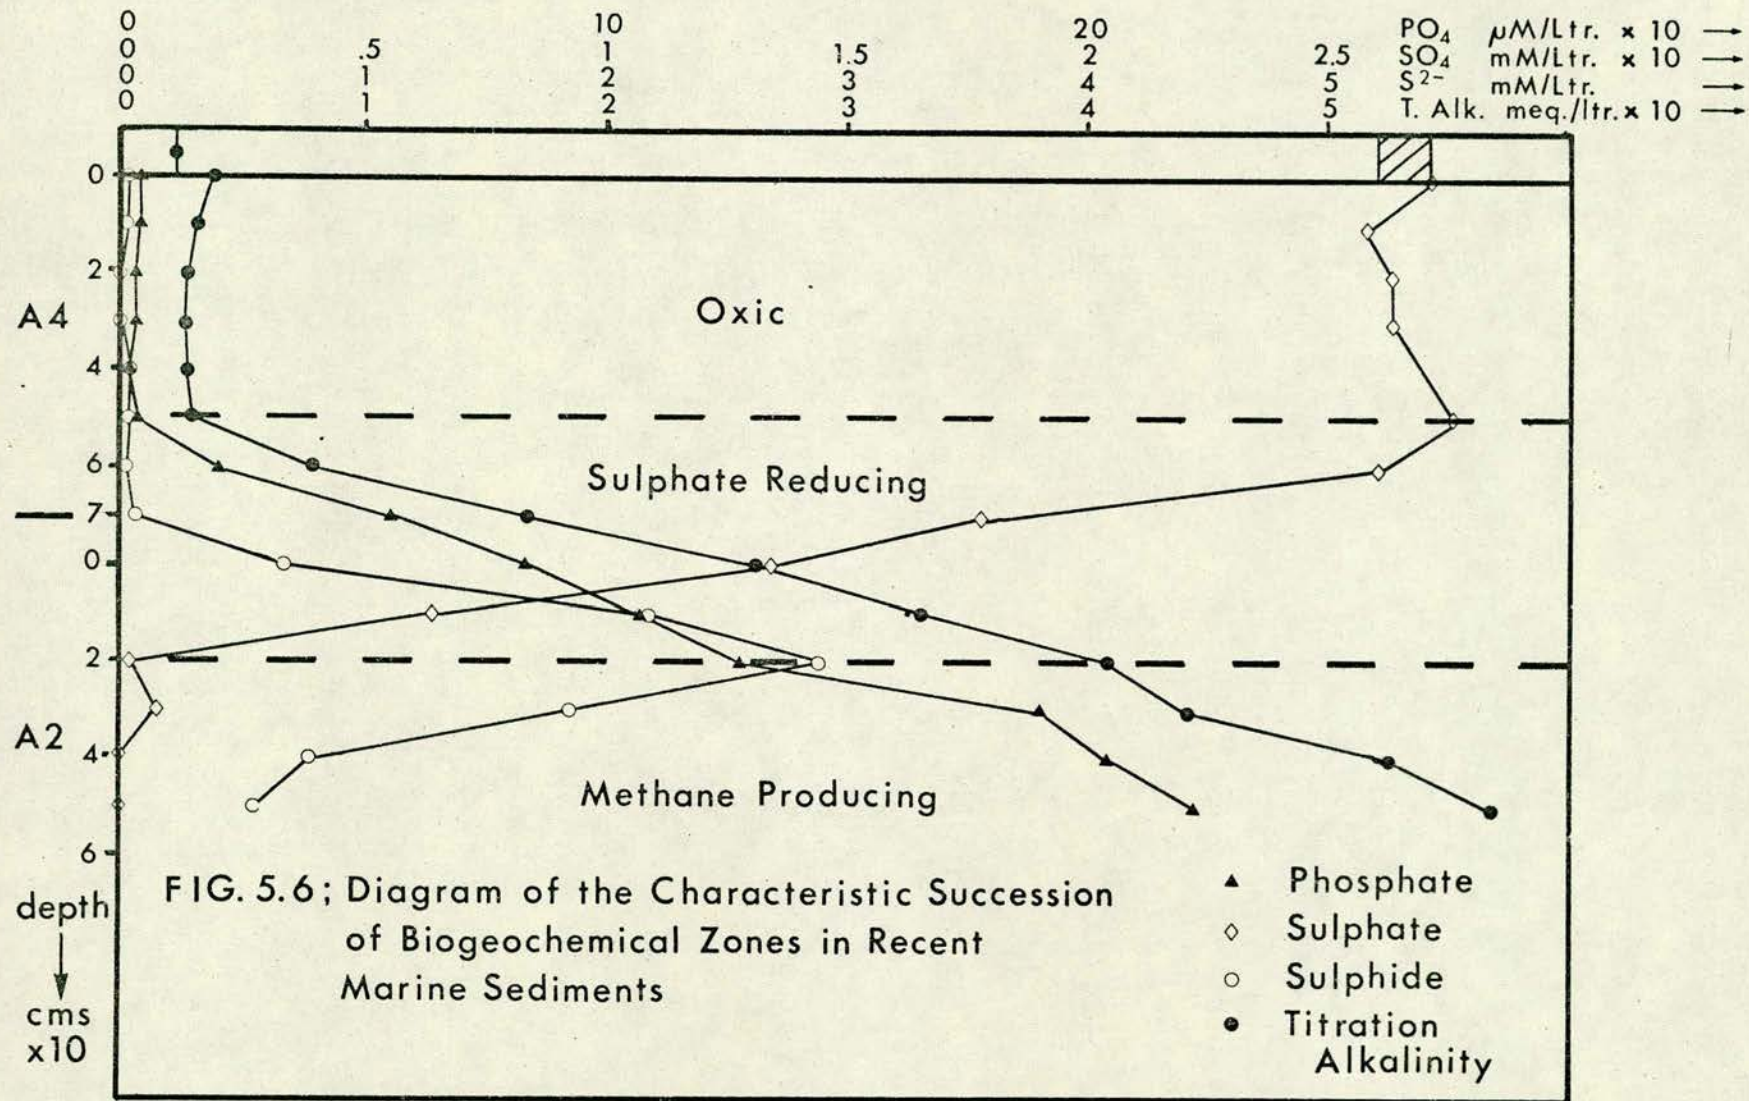 0 10 20 PO₄ μM/Ltr. × 10 →
0 .5 1 1.5 2 2.5 SO₄ mM/Ltr. × 10 →
0 1 2 3 4 5 S²⁻ mM/Ltr. →
0 1 2 3 4 5 T. Alk. meq./ltr. × 10 →
0
2
A4
Oxic
4
6
Sulphate Reducing
7
0
2
A2
4
Methane Producing
6
depth
cms
x10
FIG. 5.6; Diagram of the Characteristic Succession
of Biogeochemical Zones in Recent
Marine Sediments
▲ Phosphate
◇ Sulphate
○ Sulphide
● Titration
Alkalinity